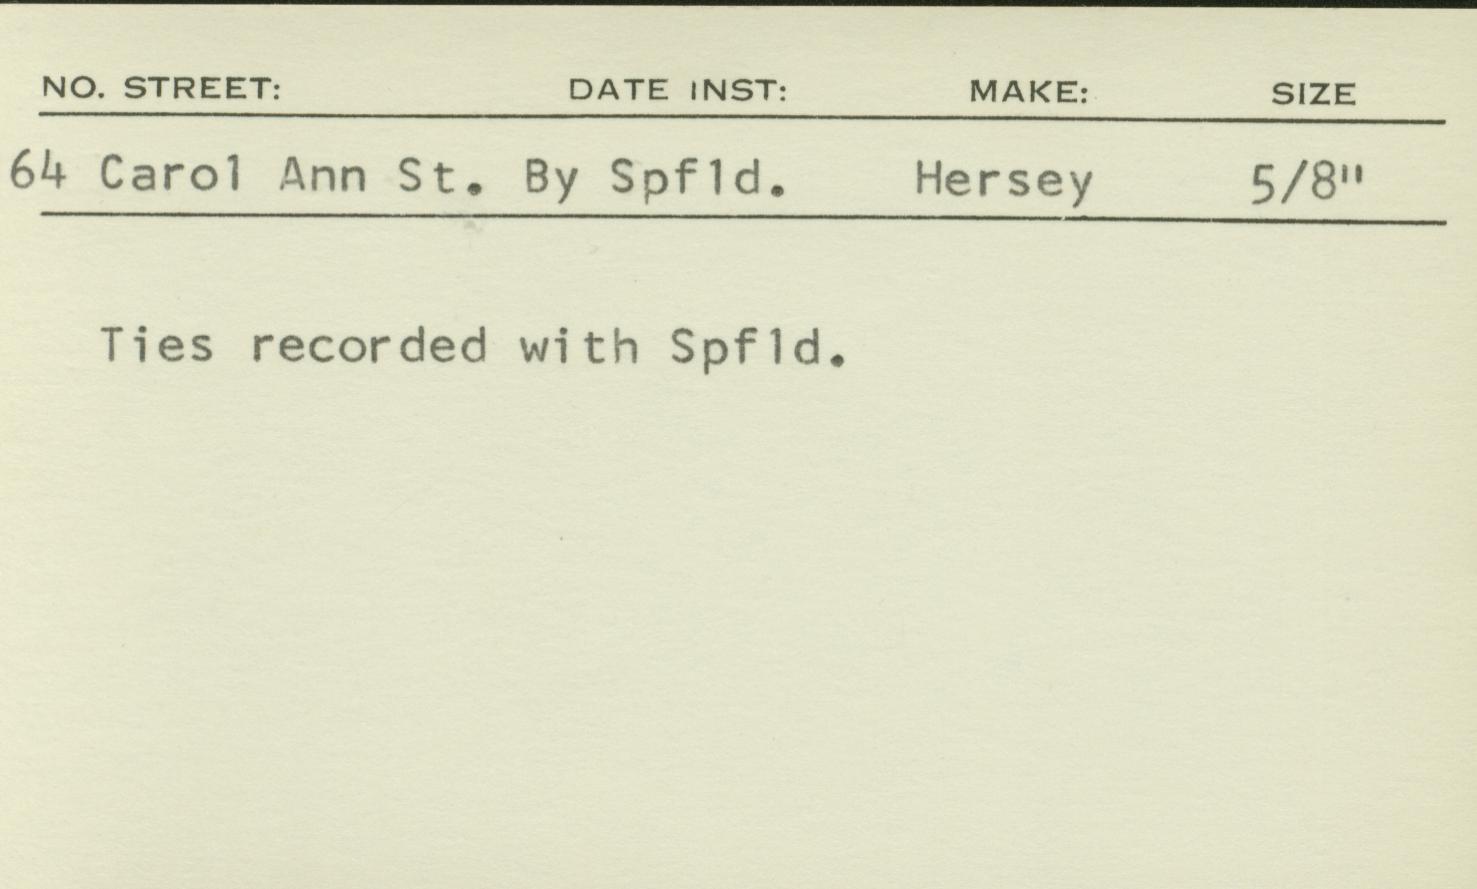 NO. STREET: DATE INST: MAKE: SIZE
64 Carol Ann St. By Spfld. Hersey 5/8"
Ties recorded with Spfld.